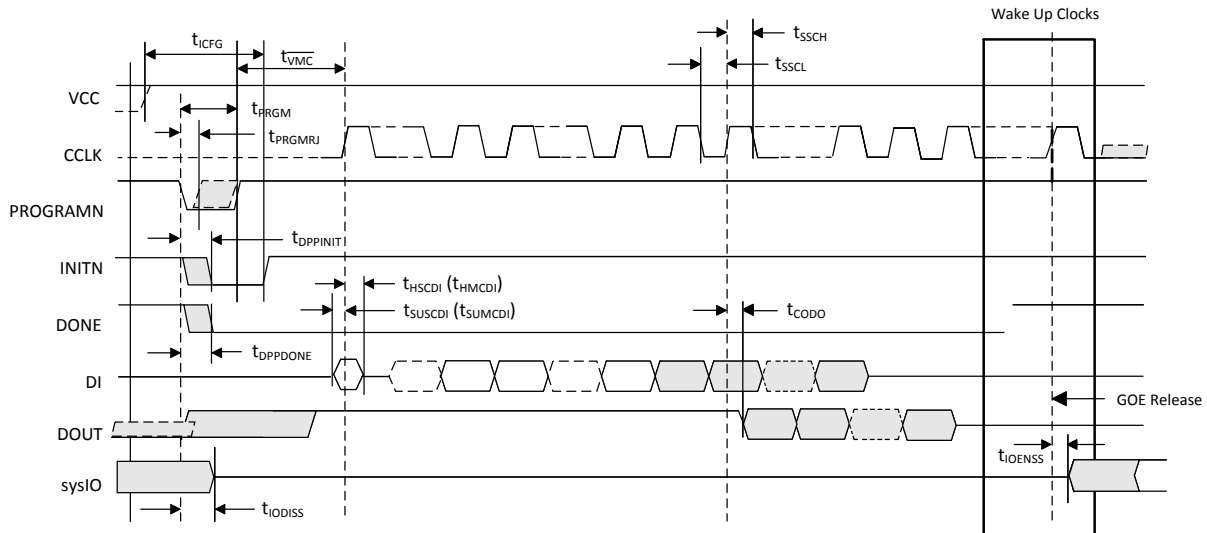 Wake Up Clocks
tICFG
tSSCH
tVMC
tSSCL
VCC
tPRGM
tPRGMRJ
CCLK
PROGRAMN
tDPPINIT
INITN
tHSCDI (tHMCDI)
tSUSCDI (tSUMCDI)
tCODO
DONE
tDPPDONE
DI
GOE Release
DOUT
tIOENSS
sysIO
tIODISS